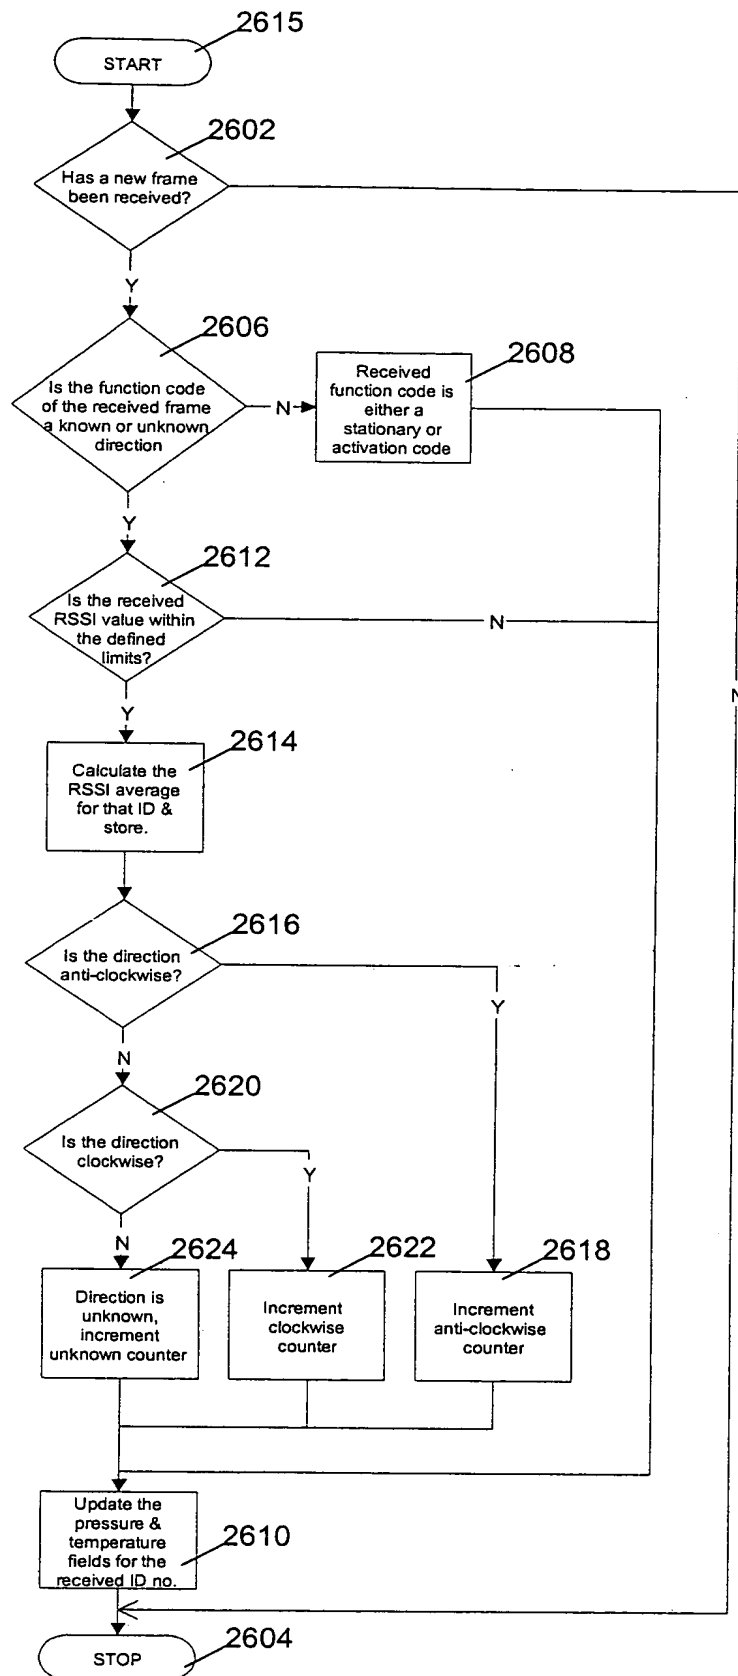 2615
START
2602
Has a new frame
been received?
Y
2606
Is the function code
of the received frame
a known or unknown
direction
N
2608
Received
function code is
either a
stationary or
activation code
Y
2612
Is the received
RSSI value within
the defined
limits?
N
Y
N
2614
Calculate the
RSSI average
for that ID &
store.
2616
Is the direction
anti-clockwise?
Y
N
2620
Is the direction
clockwise?
Y
N
2624
Direction is
unknown,
increment
unknown counter
2622
Increment
clockwise
counter
2618
Increment
anti-clockwise
counter
Update the
pressure &
temperature
fields for the
received ID no.
2610
STOP
2604